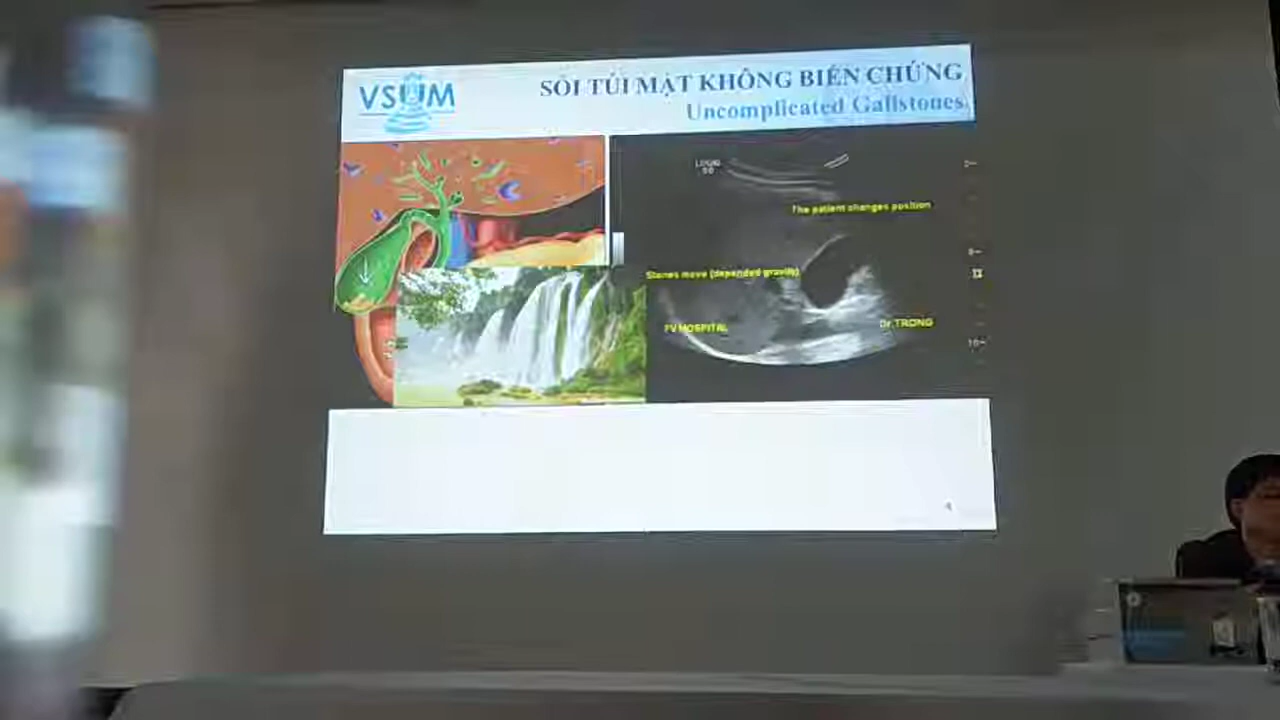 VSUM
SỎI TÚI MẬT KHÔNG BIẾN CHỨNG
Uncomplicated Gallstones
The patient changes position
Stones move (depended gravity)
FV HOSPITAL
Dr.TRONG